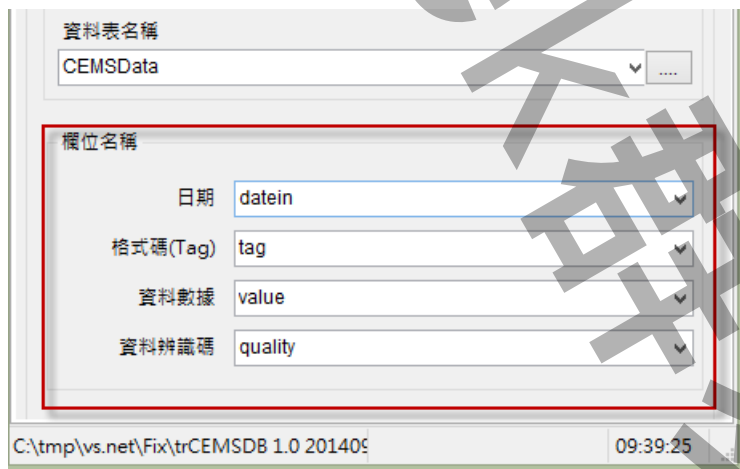 資料表名稱
CEMSData
....
欄位名稱
日期 datein
格式碼(Tag) tag
資料數據 value
資料辨識碼 quality
C:\tmp\vs.net\Fix\trCEMSDB 1.0 201409 09:39:25